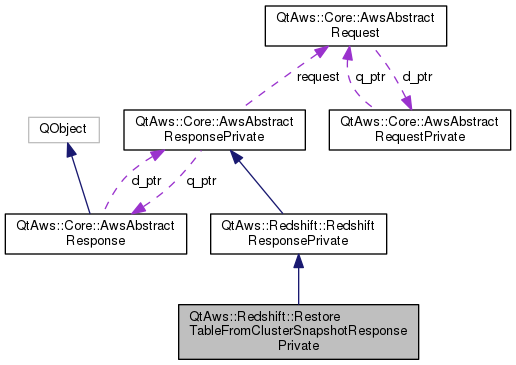 QtAws::Core::AwsAbstract
Request
request
q_ptr
d_ptr
QObject
QtAws::Core::AwsAbstract
ResponsePrivate
QtAws::Core::AwsAbstract
RequestPrivate
d_ptr
q_ptr
QtAws::Core::AwsAbstract
Response
QtAws::Redshift::Redshift
ResponsePrivate
QtAws::Redshift::Restore
TableFromClusterSnapshotResponse
Private